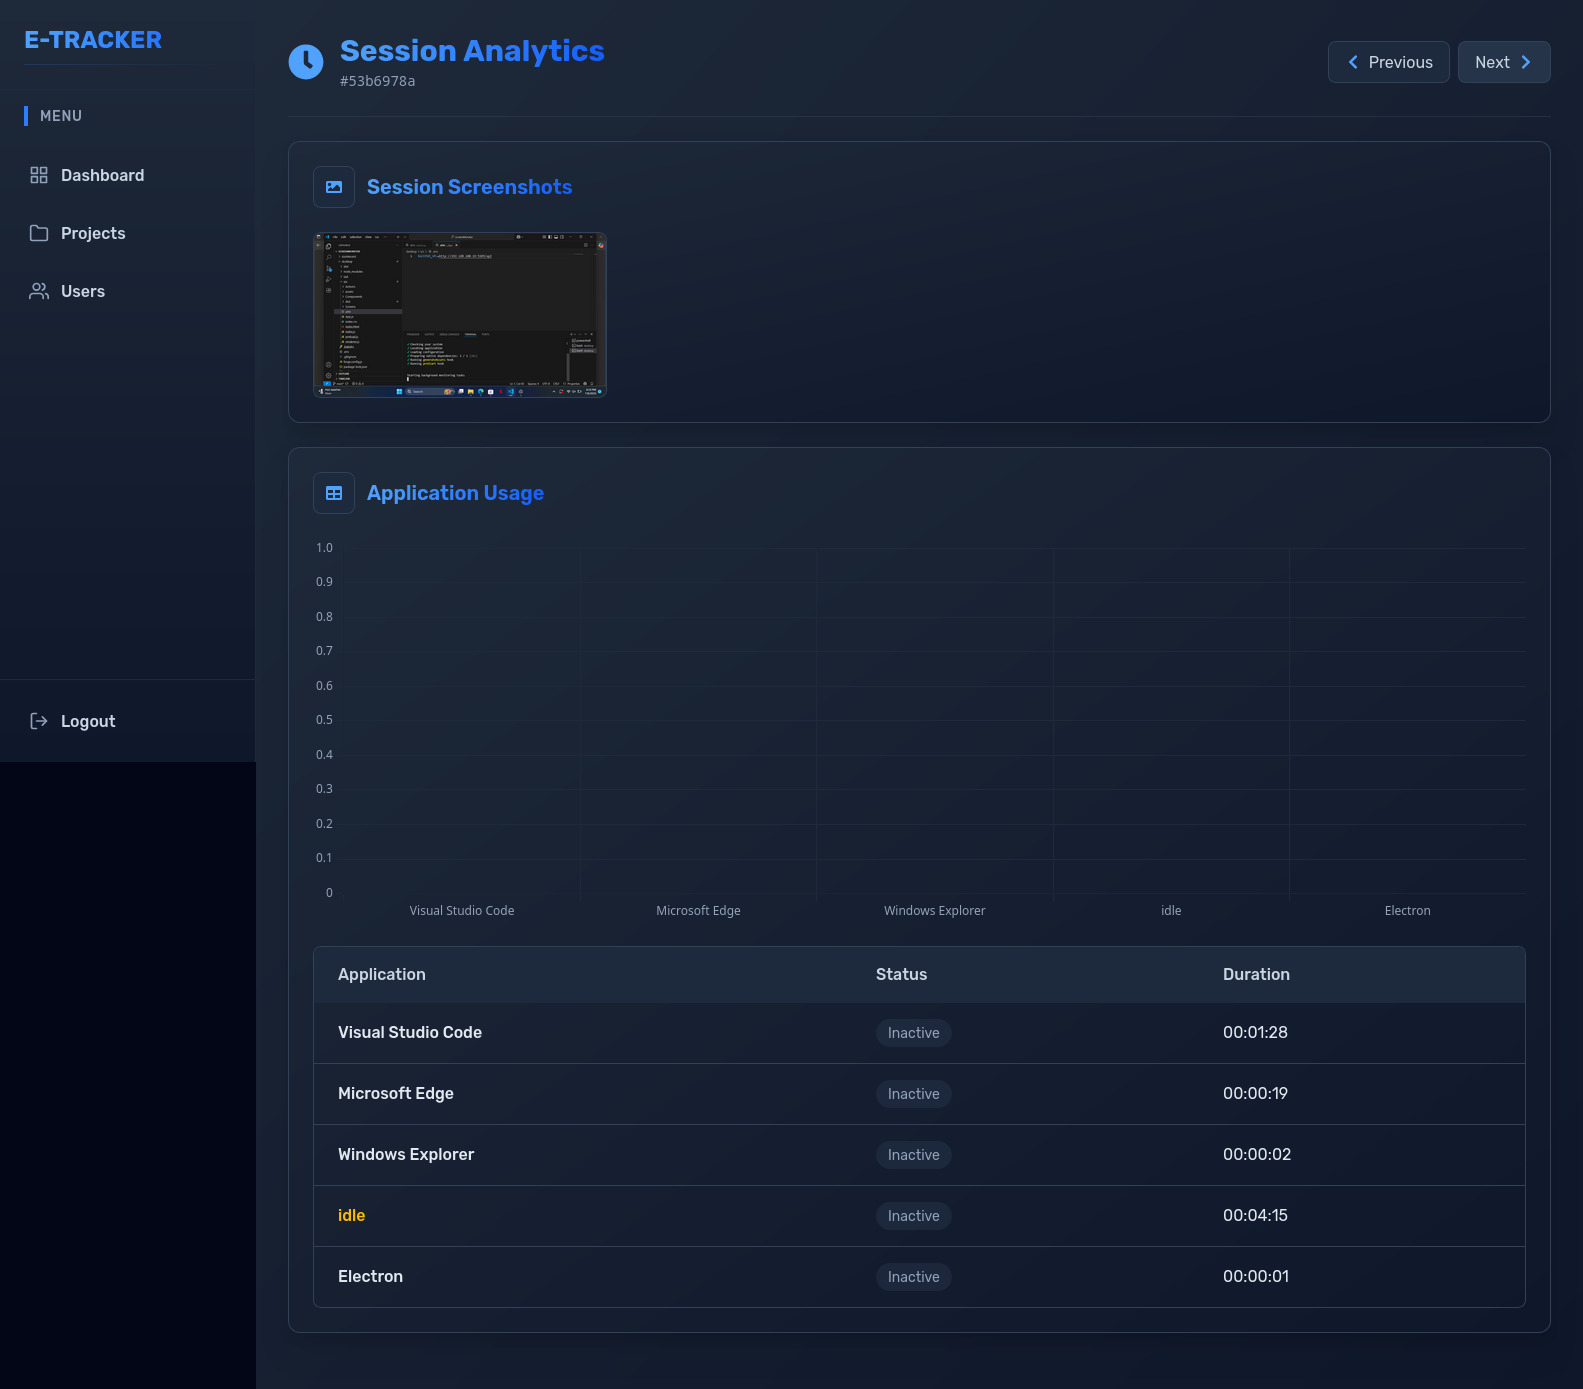 E-TRACKER
MENU
Dashboard
Projects
Users
Logout
Session Analytics
#53b6978a
Previous
Next
Session Screenshots
Application Usage
1.0
0.9
0.8
0.7
0.6
0.5
0.4
0.3
0.2
0.1
0
Visual Studio Code Microsoft Edge Windows Explorer idle Electron
Application Status Duration
Visual Studio Code Inactive 00:01:28
Microsoft Edge Inactive 00:00:19
Windows Explorer Inactive 00:00:02
idle Inactive 00:04:15
Electron Inactive 00:00:01